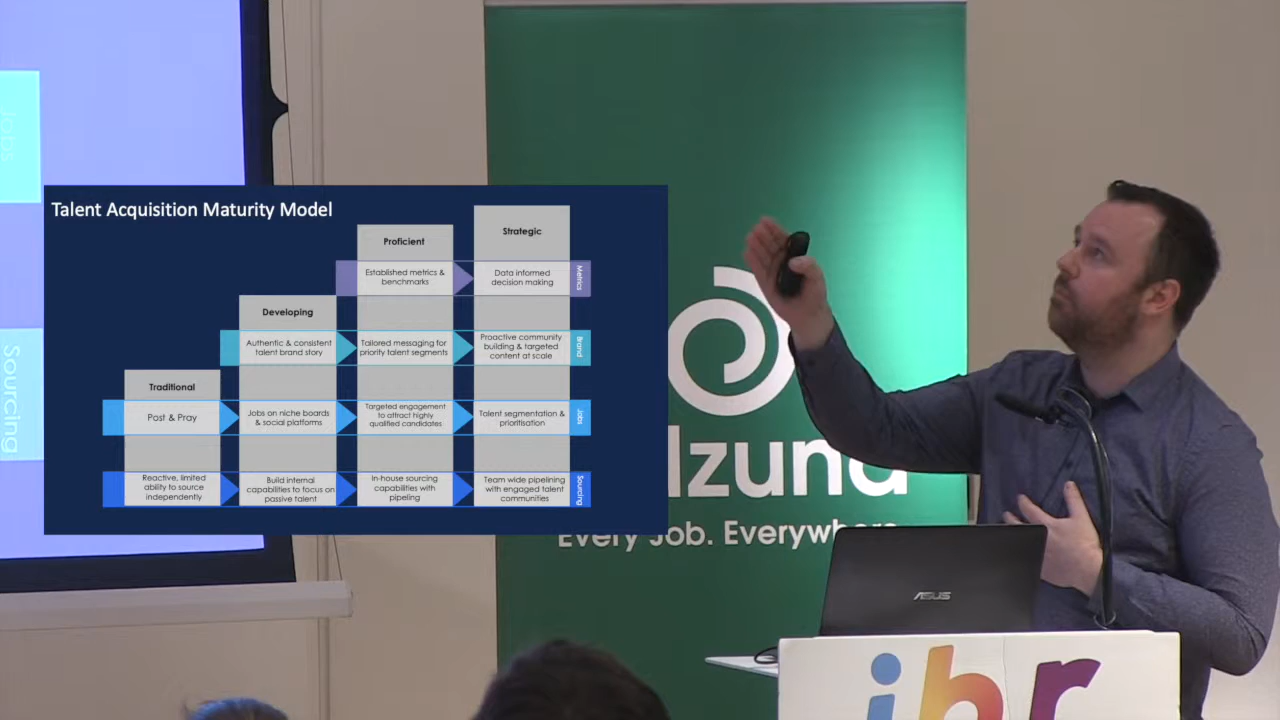 Jobs
Sourcing
Talent Acquisition Maturity Model
Strategic
Proficient
Established metrics &
benchmarks
Data informed
decision making
Metrics
Developing
Authentic & consistent
talent brand story
Tailored messaging for
priority talent segments
Proactive community
building & targeted
content at scale
Brand
Traditional
Post & Pray
Jobs on niche boards
& social platforms
Targeted engagement
to attract highly
qualified candidates
Talent segmentation &
prioritisation
Jobs
Reactive, limited
ability to source
independently
Build internal
capabilities to focus on
passive talent
In-house sourcing
capabilities with
pipeling
Team wide pipelining
with engaged talent
communities
Sourcing
lzuna
Every Job. Everywhere
ASUS
ibr